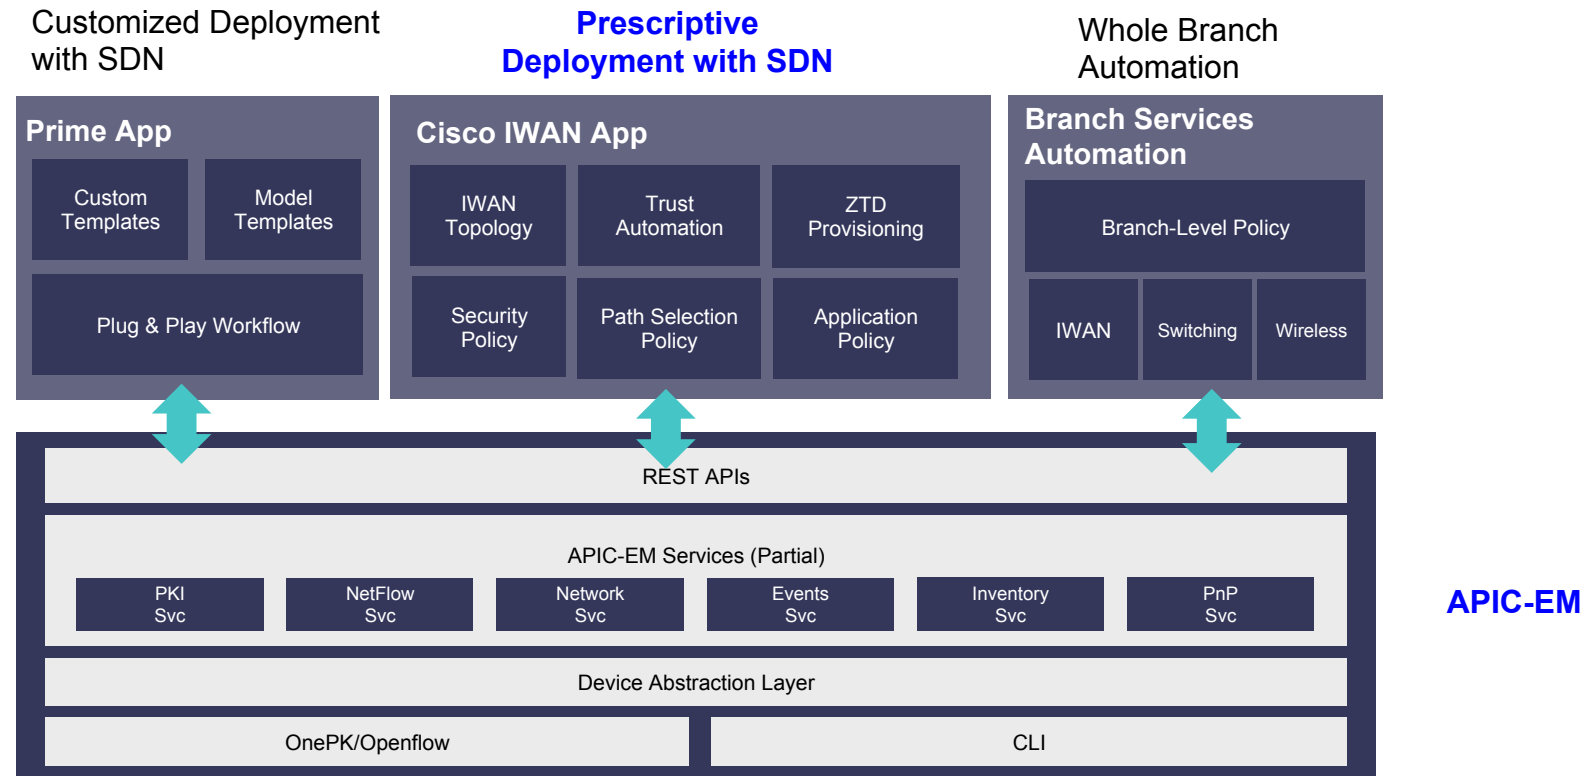 Customized Deployment
with SDN
Prescriptive
Deployment with SDN
Whole Branch
Automation
Prime App
Custom
Templates
Model
Templates
Plug & Play Workflow
Cisco IWAN App
IWAN
Topology
Trust
Automation
ZTD
Provisioning
Security
Policy
Path Selection
Policy
Application
Policy
Branch Services
Automation
Branch-Level Policy
IWAN
Switching
Wireless
REST APIs
APIC-EM Services (Partial)
PKI
Svc
NetFlow
Svc
Network
Svc
Events
Svc
Inventory
Svc
PnP
Svc
APIC-EM
Device Abstraction Layer
OnePK/Openflow
CLI